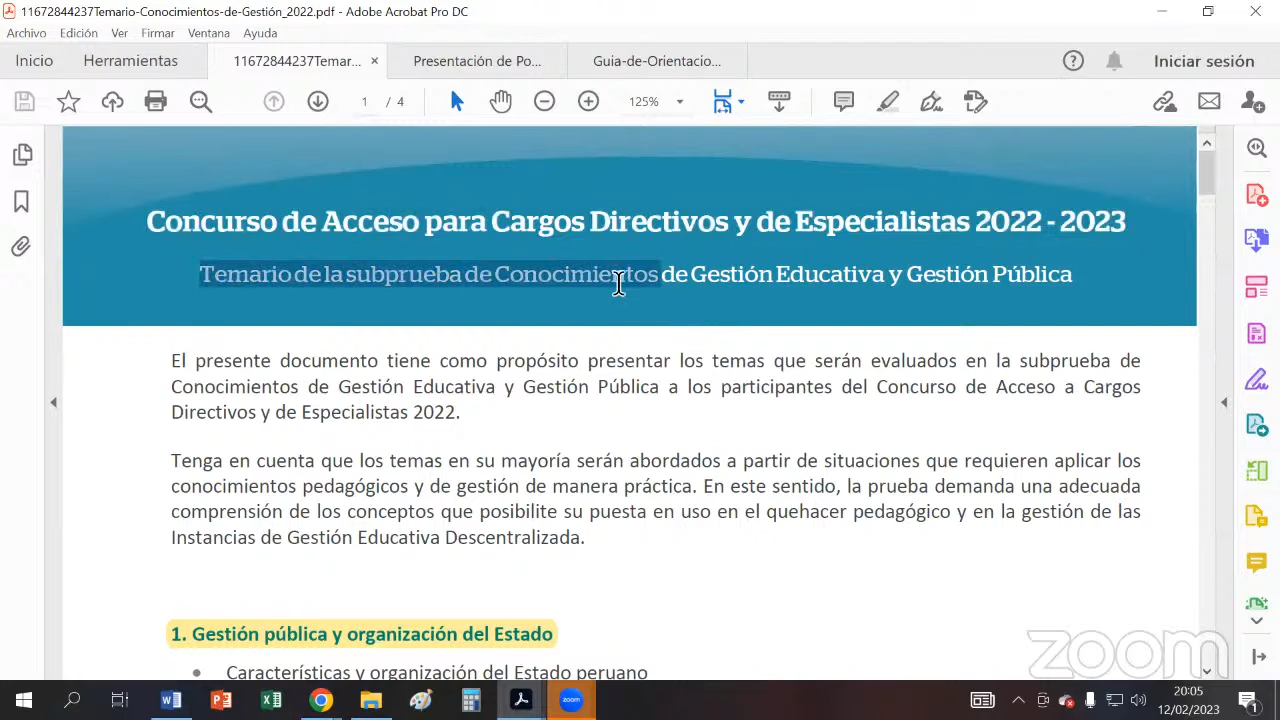 11672844237Temario-Conocimientos-de-Gestión_2022.pdf - Adobe Acrobat Pro DC
Archivo Edición Ver Firmar Ventana Ayuda
Inicio Herramientas 11672844237Temar... × Presentación de Po... Guia-de-Orientacio... Iniciar sesión
1 / 4 125%
Concurso de Acceso para Cargos Directivos y de Especialistas 2022 - 2023
Temario de la subprueba de Conocimientos de Gestión Educativa y Gestión Pública
El presente documento tiene como propósito presentar los temas que serán evaluados en la subprueba de
Conocimientos de Gestión Educativa y Gestión Pública a los participantes del Concurso de Acceso a Cargos
Directivos y de Especialistas 2022.
Tenga en cuenta que los temas en su mayoría serán abordados a partir de situaciones que requieren aplicar los
conocimientos pedagógicos y de gestión de manera práctica. En este sentido, la prueba demanda una adecuada
comprensión de los conceptos que posibilite su puesta en uso en el quehacer pedagógico y en la gestión de las
Instancias de Gestión Educativa Descentralizada.
1. Gestión pública y organización del Estado
• Características y organización del Estado peruano
zoom
zoom
20:05
12/02/2023
1